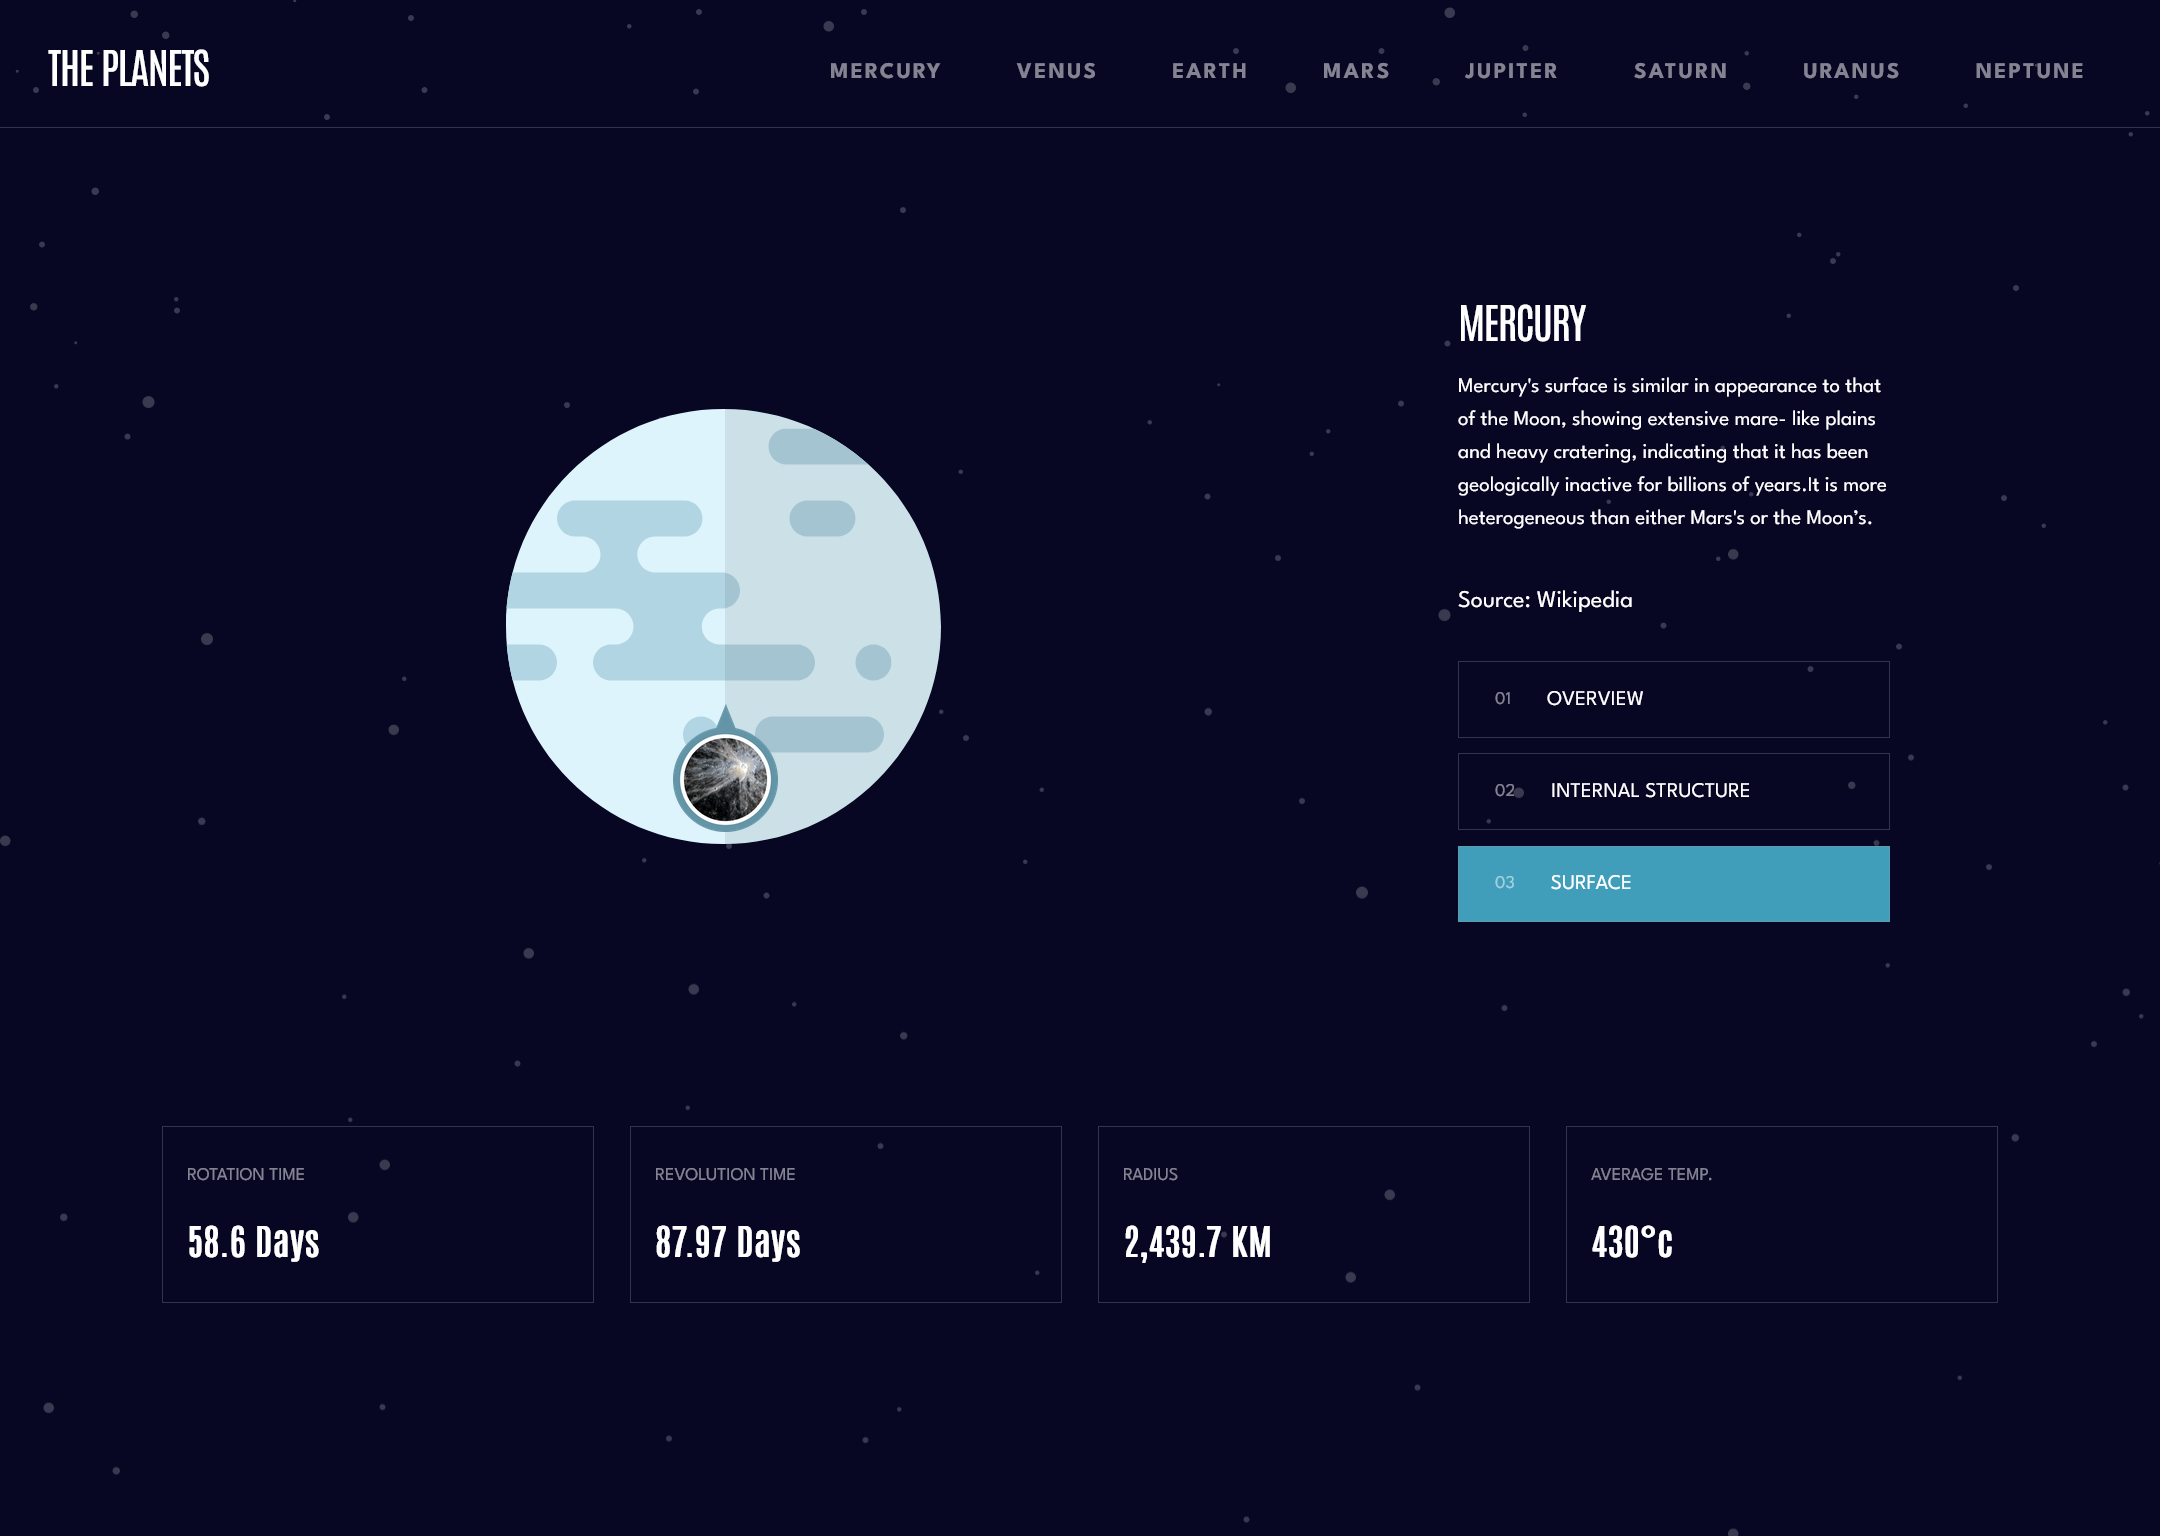 THE PLANETS
MERCURY VENUS EARTH MARS JUPITER SATURN URANUS NEPTUNE
MERCURY
Mercury's surface is similar in appearance to that
of the Moon, showing extensive mare- like plains
and heavy cratering, indicating that it has been
geologically inactive for billions of years.It is more
heterogeneous than either Mars's or the Moon’s.
Source: Wikipedia
01 OVERVIEW
02 INTERNAL STRUCTURE
03 SURFACE
ROTATION TIME
58.6 Days
REVOLUTION TIME
87.97 Days
RADIUS
2,439.7 KM
AVERAGE TEMP.
430°c